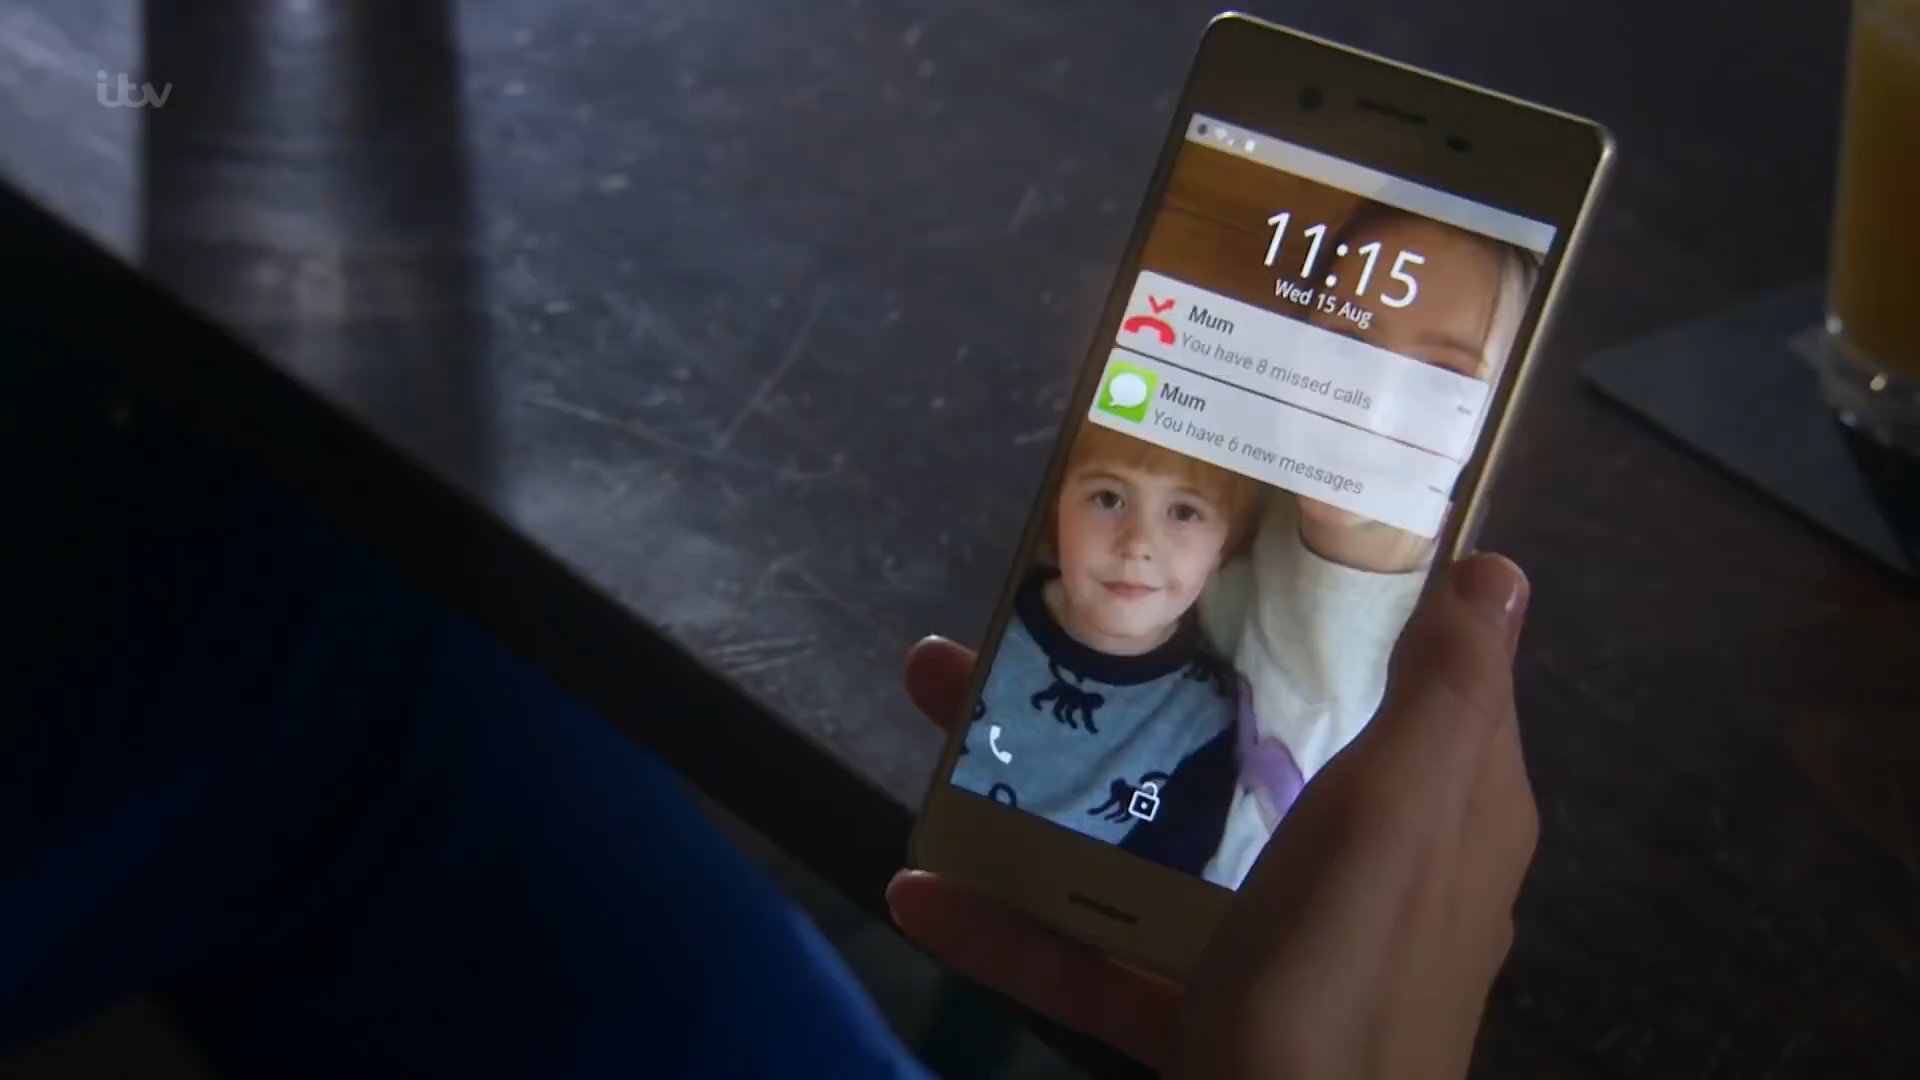 itv
11:15
Wed 15 Aug
Mum
You have 8 missed calls
Mum
You have 6 new messages